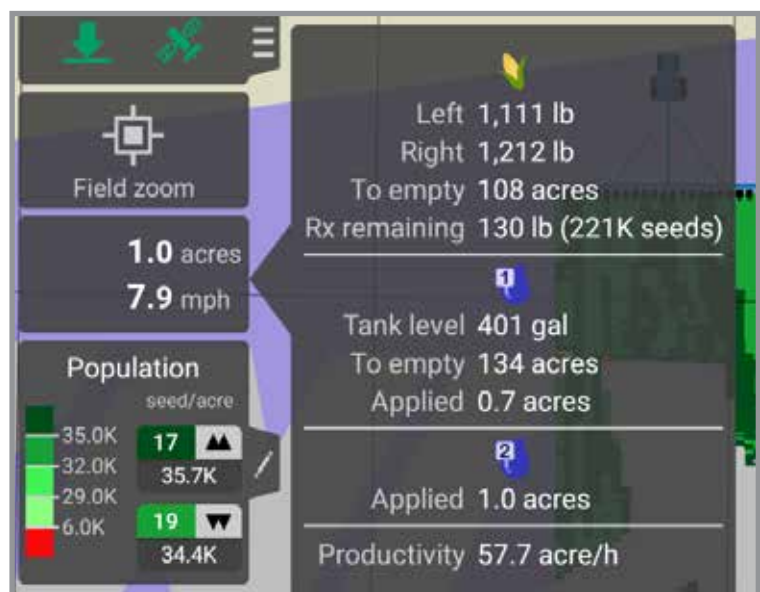 Field zoom
1.0 acres
7.9 mph
Population
seed/acre
35.0K
32.0K
29.0K
6.0K
17
35.7K
19
34.4K
Left 1,111 lb
Right 1,212 lb
To empty 108 acres
Rx remaining 130 lb (221K seeds)
1
Tank level 401 gal
To empty 134 acres
Applied 0.7 acres
2
Applied 1.0 acres
Productivity 57.7 acre/h